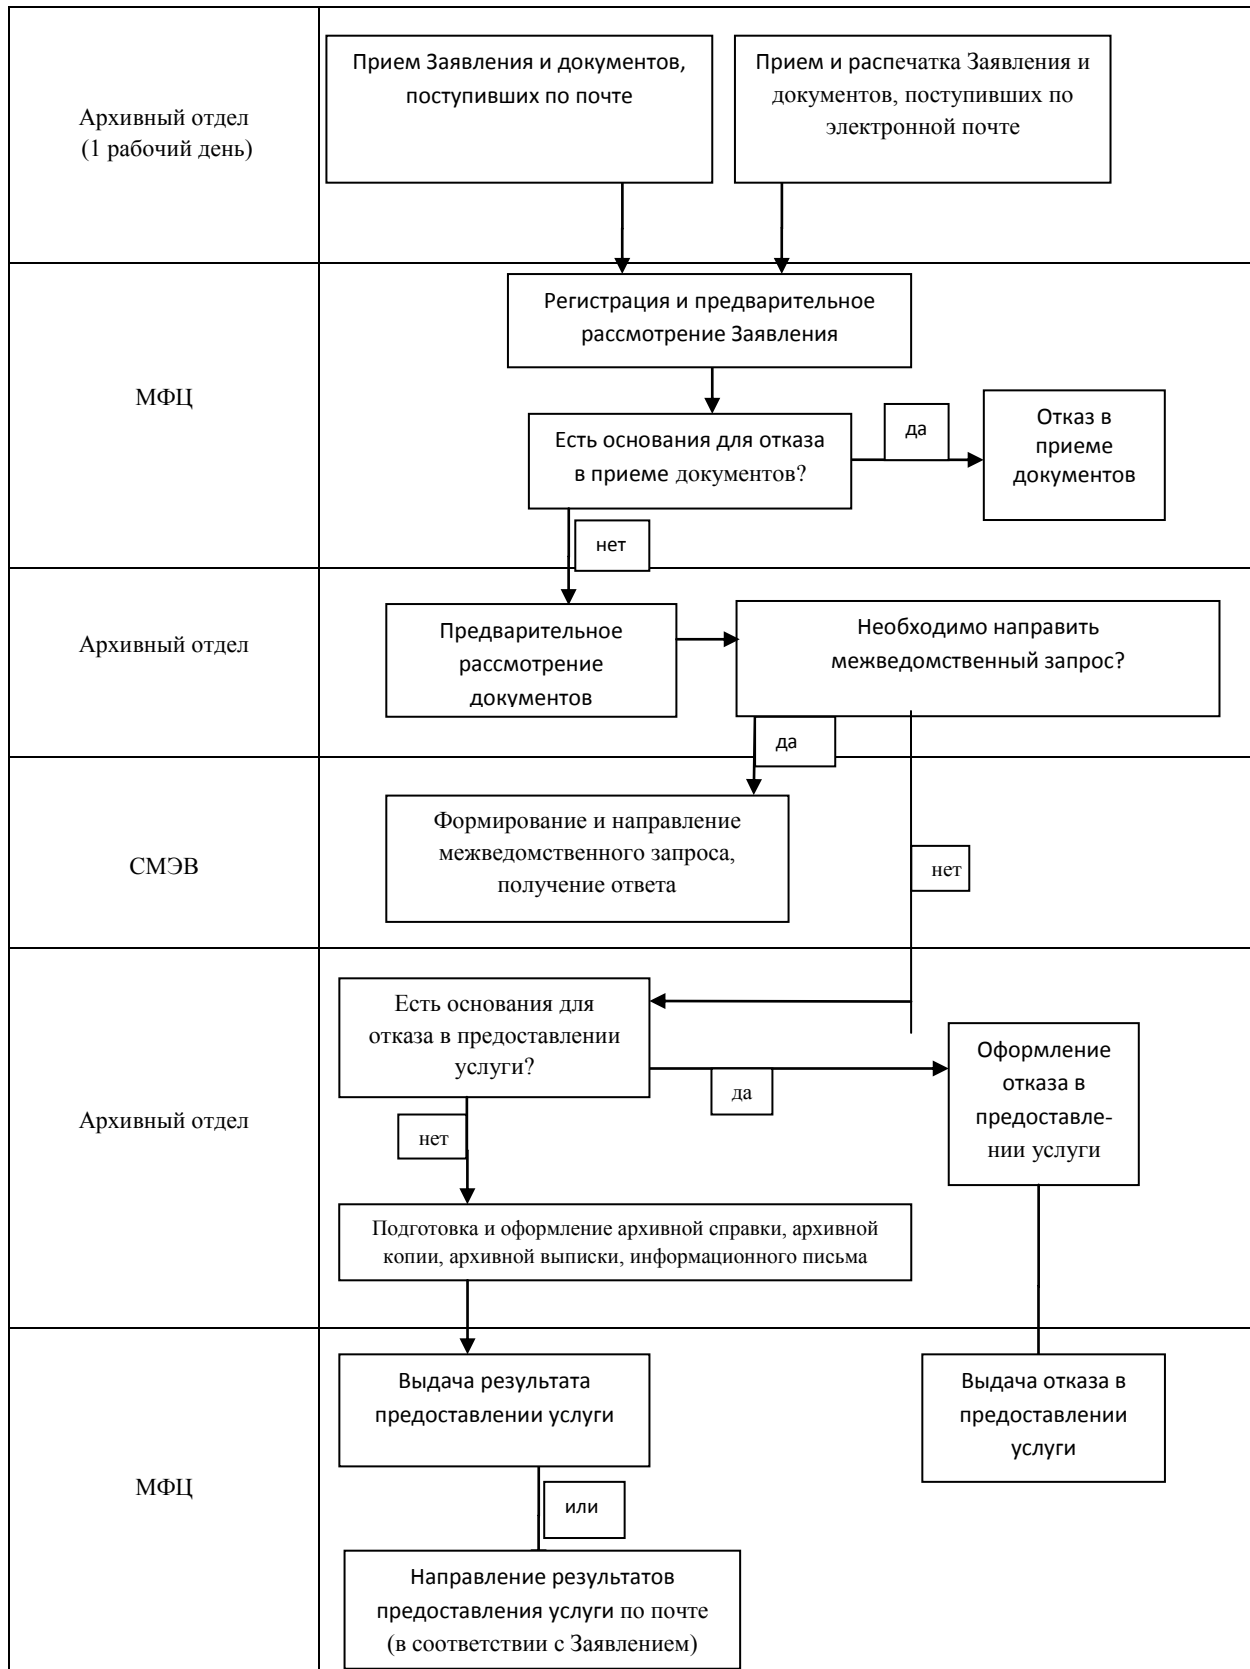 Архивный отдел
(1 рабочий день)
Прием Заявления и документов,
поступивших по почте
Прием и распечатка Заявления и
документов, поступивших по
электронной почте
МФЦ
Регистрация и предварительное
рассмотрение Заявления
Есть основания для отказа
в приеме документов?
да
Отказ в
приеме
документов
нет
Архивный отдел
Предварительное
рассмотрение
документов
Необходимо направить
межведомственный запрос?
да
СМЭВ
Формирование и направление
межведомственного запроса,
получение ответа
нет
Архивный отдел
Есть основания для
отказа в предоставлении
услуги?
да
Оформление
отказа в
предоставле-
нии услуги
нет
Подготовка и оформление архивной справки, архивной
копии, архивной выписки, информационного письма
МФЦ
Выдача результата
предоставлении услуги
Выдача отказа в
предоставлении
услуги
или
Направление результатов
предоставления услуги по почте
(в соответствии с Заявлением)